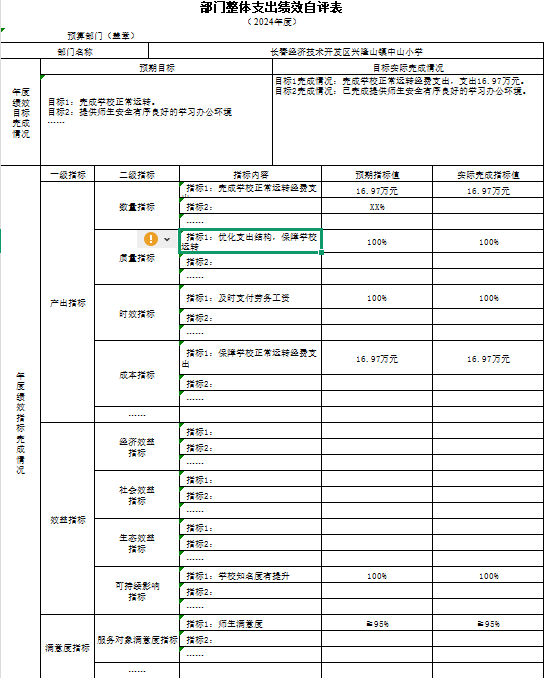 部门整体支出绩效自评表
（2024年度）
预算部门（盖章）
部门名称 长春经济技术开发区兴隆山镇中山小学
年度绩效目标完成情况
预期目标 目标实际完成情况
目标1：完成学校正常运转。
目标2：提供师生安全有序良好的学习办公环境
……
目标1完成情况：完成学校正常运转经费支出，支出16.97万元。
目标2完成情况：已完成提供师生安全有序良好的学习办公环境。
年度绩效指标完成情况
一级指标 二级指标 指标内容 预期指标值 实际完成指标值
产出指标
数量指标
指标1：完成学校正常运转经费支出 16.97万元 16.97万元
指标2： XX%
……
质量指标
指标1：优化支出结构，保障学校
运转 100% 100%
指标2：
……
时效指标
指标1：及时支付劳务工资 100% 100%
指标2：
……
成本指标
指标1：保障学校正常运转经费支
出 16.97万元 16.97万元
指标2：
……
……
效益指标
经济效益
指标
指标1：
指标2：
……
社会效益
指标
指标1：
指标2：
……
生态效益
指标
指标1：
指标2：
……
可持续影响
指标
指标1：学校知名度有提升 100% 100%
指标2：
……
满意度指标
服务对象满意度指标
指标1：师生满意度 ≧95% ≧95%
指标2：
……
……